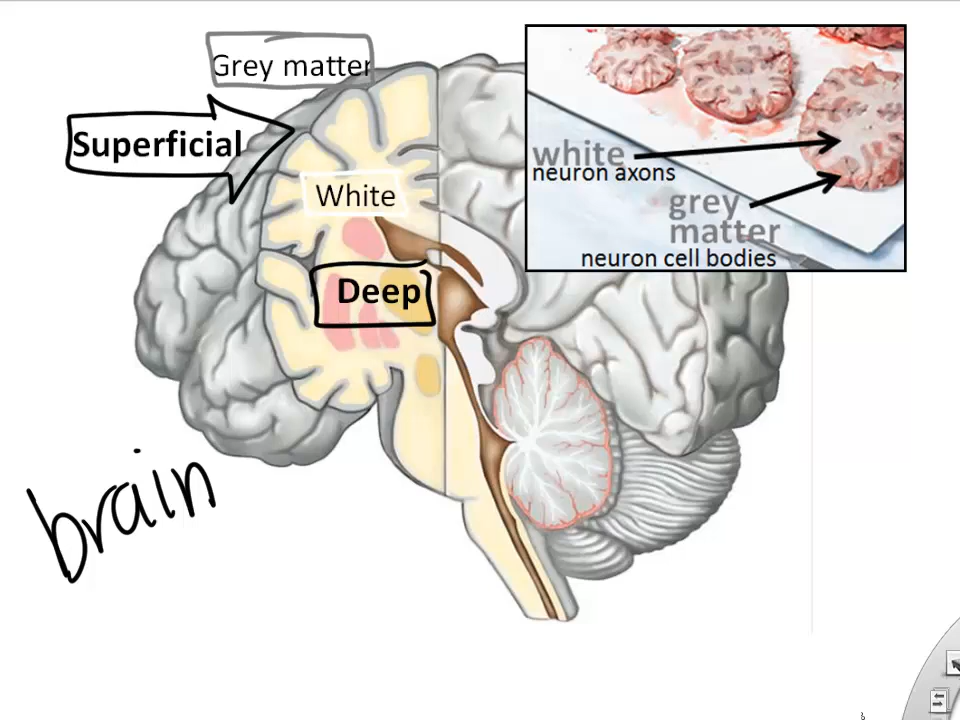 Grey matter
Superficial
White
Deep
brain
white
neuron axons
grey
matter
neuron cell bodies